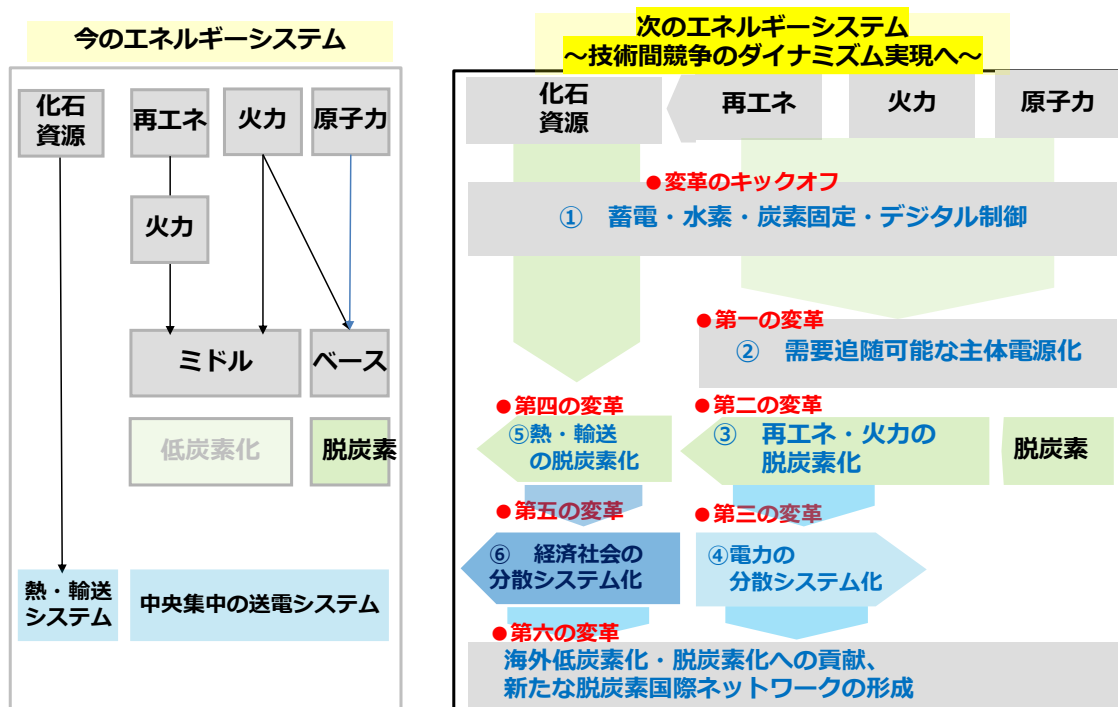 今のエネルギーシステム
化石
資源
再エネ
火力
原子力
火力
ミドル
ベース
低炭素化
脱炭素
熱・輸送
システム
中央集中の送電システム
次のエネルギーシステム
～技術間競争のダイナミズム実現へ～
化石
資源
再エネ
火力
原子力
●変革のキックオフ
① 蓄電・水素・炭素固定・デジタル制御
●第一の変革
② 需要追随可能な主体電源化
●第四の変革
⑤熱・輸送
の脱炭素化
●第二の変革
③ 再エネ・火力の
脱炭素化
脱炭素
●第五の変革
⑥ 経済社会の
分散システム化
●第三の変革
④電力の
分散システム化
●第六の変革
海外低炭素化・脱炭素化への貢献、
新たな脱炭素国際ネットワークの形成